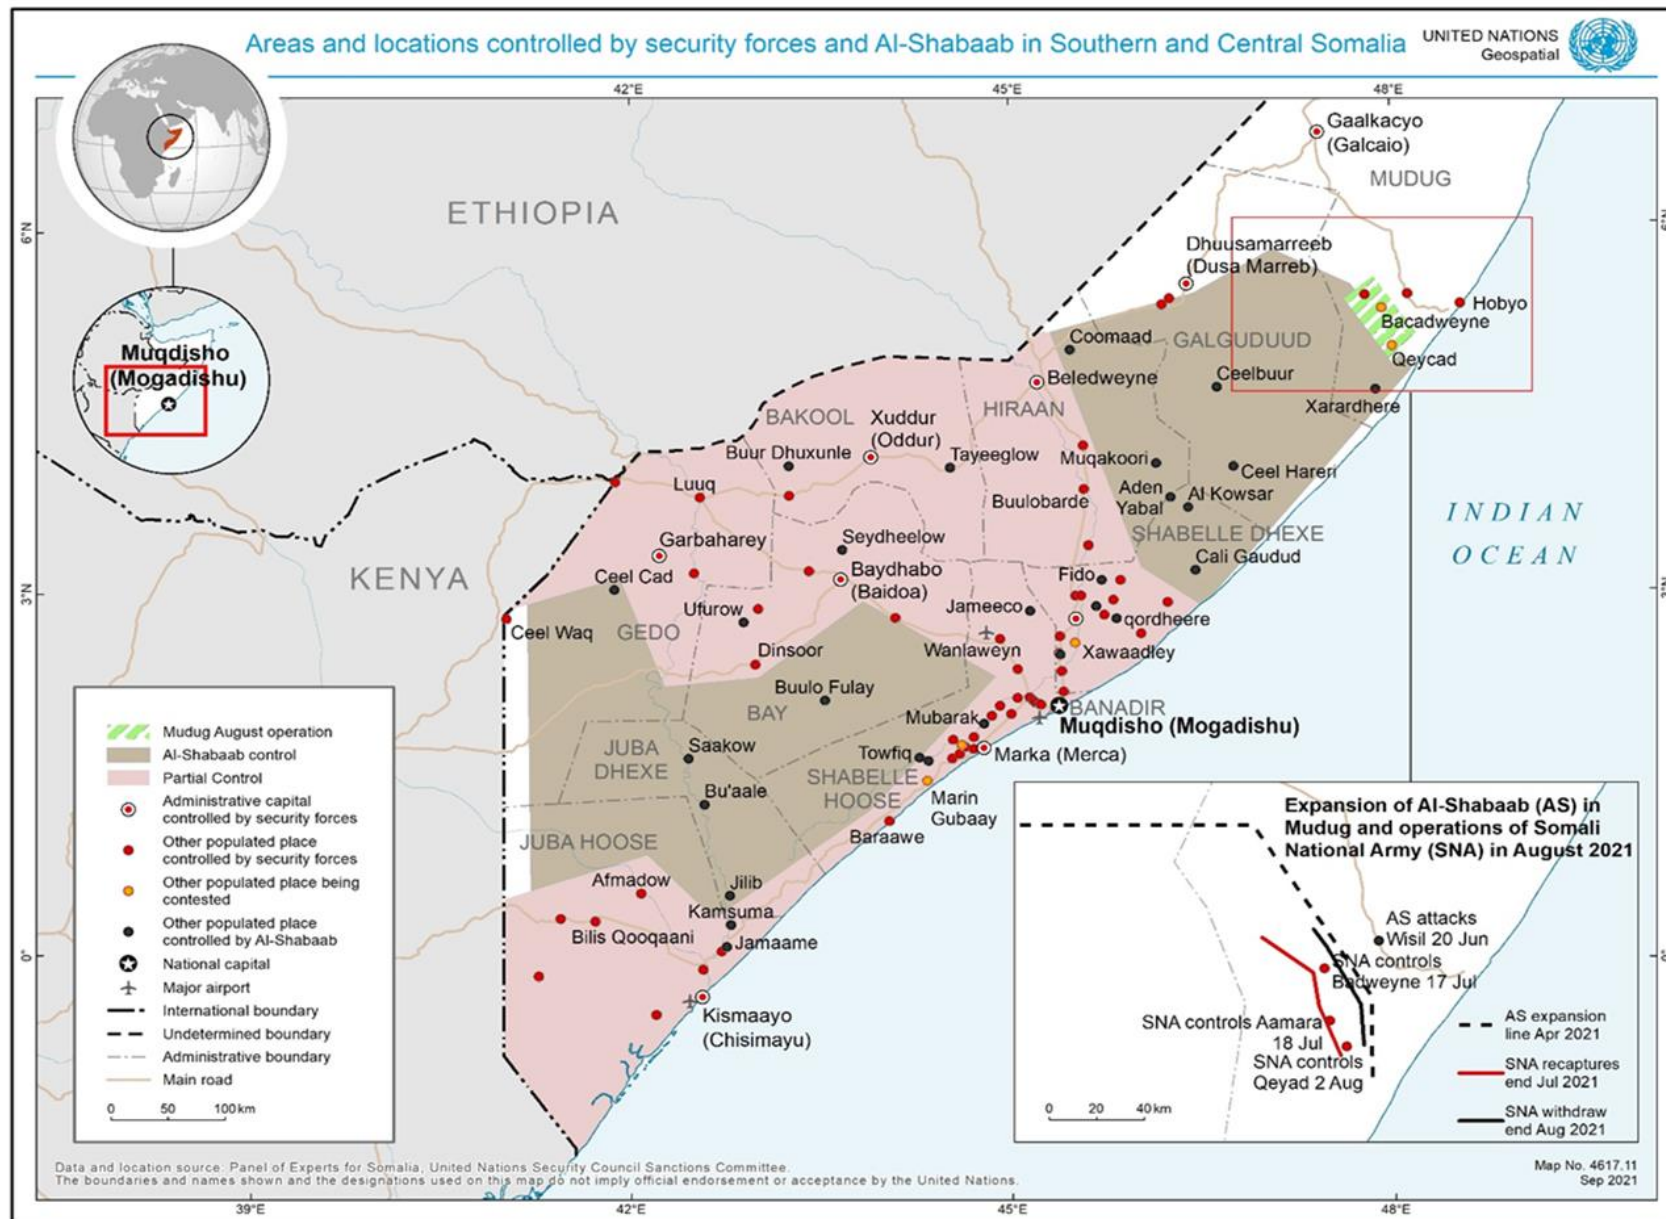 Areas and locations controlled by security forces and Al-Shabaab in Southern and Central Somalia
UNITED NATIONS
Geospatial
42°E
45°E
48°E
6°N
6°N
3°N
3°N
0°
0°
39°E
42°E
45°E
48°E
Muqdisho
(Mogadishu)
ETHIOPIA
KENYA
INDIAN
OCEAN
Gaalkacyo
(Galcaio)
MUDUG
Dhuusamarreeb
(Dusa Marreb)
Hobyo
Bacadweyne
Qeycad
Coomaad
GALGUDUUD
Ceelbuur
Xarardhere
Beledweyne
HIRAAN
BAKOOL
Xuddur
(Oddur)
Buur Dhuxunle
Tayeeglow
Muqakoori
Ceel Hareri
Luuq
Buulobarde
Aden
Yabal
Al Kowsar
SHABELLE DHEXE
Garbaharey
Seydheelow
Cali Gaudud
Ceel Cad
Baydhabo
(Baidoa)
Fido
Ufurow
Jameeco
qordheere
Ceel Waq
GEDO
Dinsoor
Wanlaweyn
Xawaadley
Buulo Fulay
BAY
Mubarak
BANADIR
Muqdisho (Mogadishu)
JUBA
DHEXE
Saakow
Towfiq
Marka (Merca)
SHABELLE
HOOSE
Bu'aale
Marin
Gubaay
JUBA HOOSE
Baraawe
Afmadow
Jilib
Kamsuma
Bilis Qooqaani
Jamaame
Kismaayo
(Chisimayu)
Mudug August operation
Al-Shabaab control
Partial Control
Administrative capital
controlled by security forces
Other populated place
controlled by security forces
Other populated place being
contested
Other populated place
controlled by Al-Shabaab
National capital
Major airport
International boundary
Undetermined boundary
Administrative boundary
Main road
0 50 100 km
Expansion of Al-Shabaab (AS) in
Mudug and operations of Somali
National Army (SNA) in August 2021
AS attacks
Wisil 20 Jun
SNA controls
Badweyne 17 Jul
SNA controls Aamara
18 Jul
SNA controls
Qeyad 2 Aug
AS expansion
line Apr 2021
SNA recaptures
end Jul 2021
SNA withdraw
end Aug 2021
0 20 40 km
Data and location source: Panel of Experts for Somalia, United Nations Security Council Sanctions Committee.
The boundaries and names shown and the designations used on this map do not imply official endorsement or acceptance by the United Nations.
Map No. 4617.11
Sep 2021